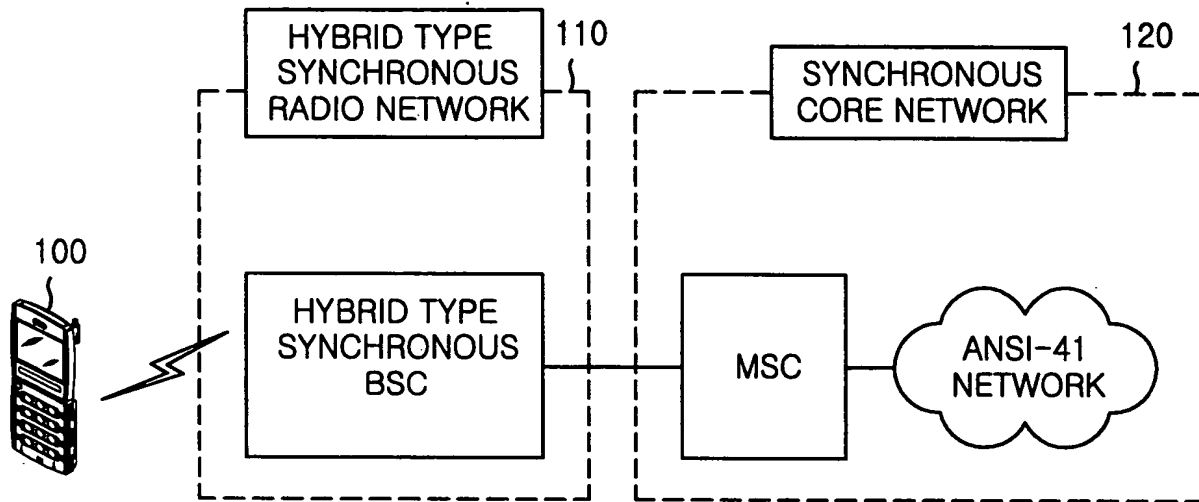 HYBRID TYPE
SYNCHRONOUS
RADIO NETWORK
110
SYNCHRONOUS
CORE NETWORK
120
100
HYBRID TYPE
SYNCHRONOUS
BSC
MSC
ANSI-41
NETWORK